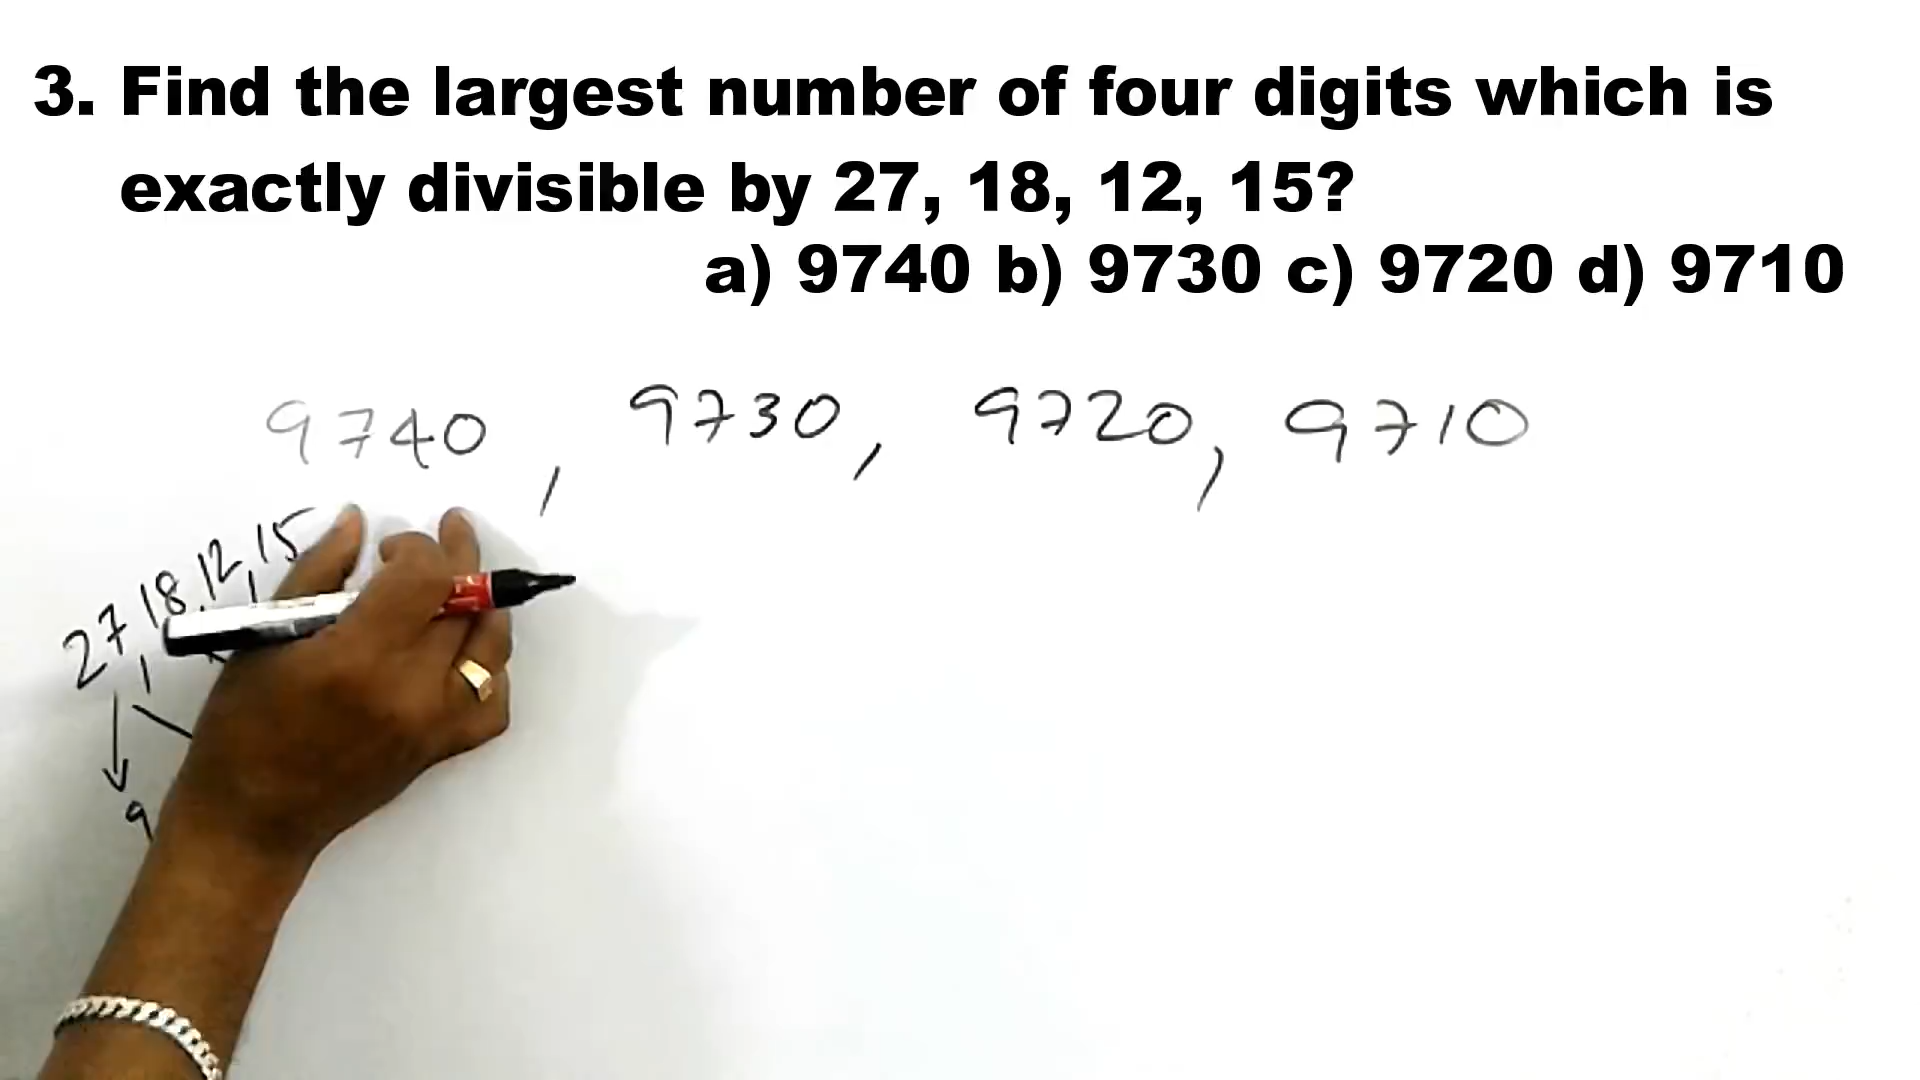 3. Find the largest number of four digits which is
exactly divisible by 27, 18, 12, 15?
a) 9740 b) 9730 c) 9720 d) 9710
9740, 9730, 9720, 9710
27, 18, 12, 15
9